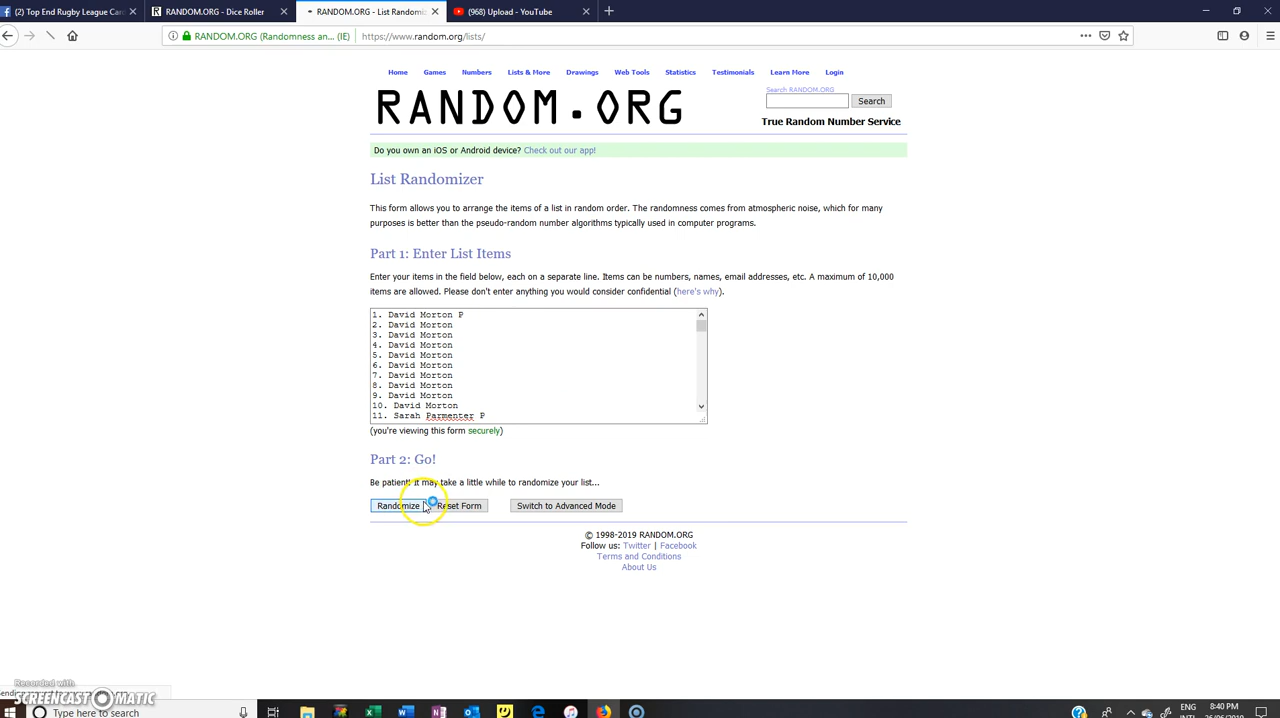 (2) Top End Rugby League Car
RANDOM.ORG - Dice Roller
RANDOM.ORG - List Randomiz
(968) Upload - YouTube
RANDOM.ORG (Randomness an... (IE)
https://www.random.org/lists/
Home Games Numbers Lists & More Drawings Web Tools Statistics Testimonials Learn More Login
RANDOM.ORG
Search RANDOM.ORG
Search
True Random Number Service
Do you own an iOS or Android device? Check out our app!
List Randomizer
This form allows you to arrange the items of a list in random order. The randomness comes from atmospheric noise, which for many
purposes is better than the pseudo-random number algorithms typically used in computer programs.
Part 1: Enter List Items
Enter your items in the field below, each on a separate line. Items can be numbers, names, email addresses, etc. A maximum of 10,000
items are allowed. Please don't enter anything you would consider confidential (here's why).
1. David Morton P
2. David Morton
3. David Morton
4. David Morton
5. David Morton
6. David Morton
7. David Morton
8. David Morton
9. David Morton
10. David Morton
11. Sarah Parmenter P
(you're viewing this form securely)
Part 2: Go!
Be patient! It may take a little while to randomize your list...
Randomize Reset Form Switch to Advanced Mode
© 1998-2019 RANDOM.ORG
Follow us: Twitter | Facebook
Terms and Conditions
About Us
Recorded with
SCREENCAST-O-MATIC
Type here to search
ENG
INTL
8:40 PM
26/06/2019